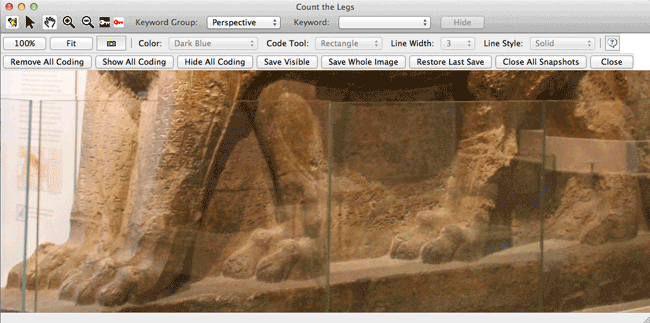 Count the Legs
Keyword Group: Perspective Keyword: Hide
100% Fit Color: Dark Blue Code Tool: Rectangle Line Width: 3 Line Style: Solid
Remove All Coding Show All Coding Hide All Coding Save Visible Save Whole Image Restore Last Save Close All Snapshots Close